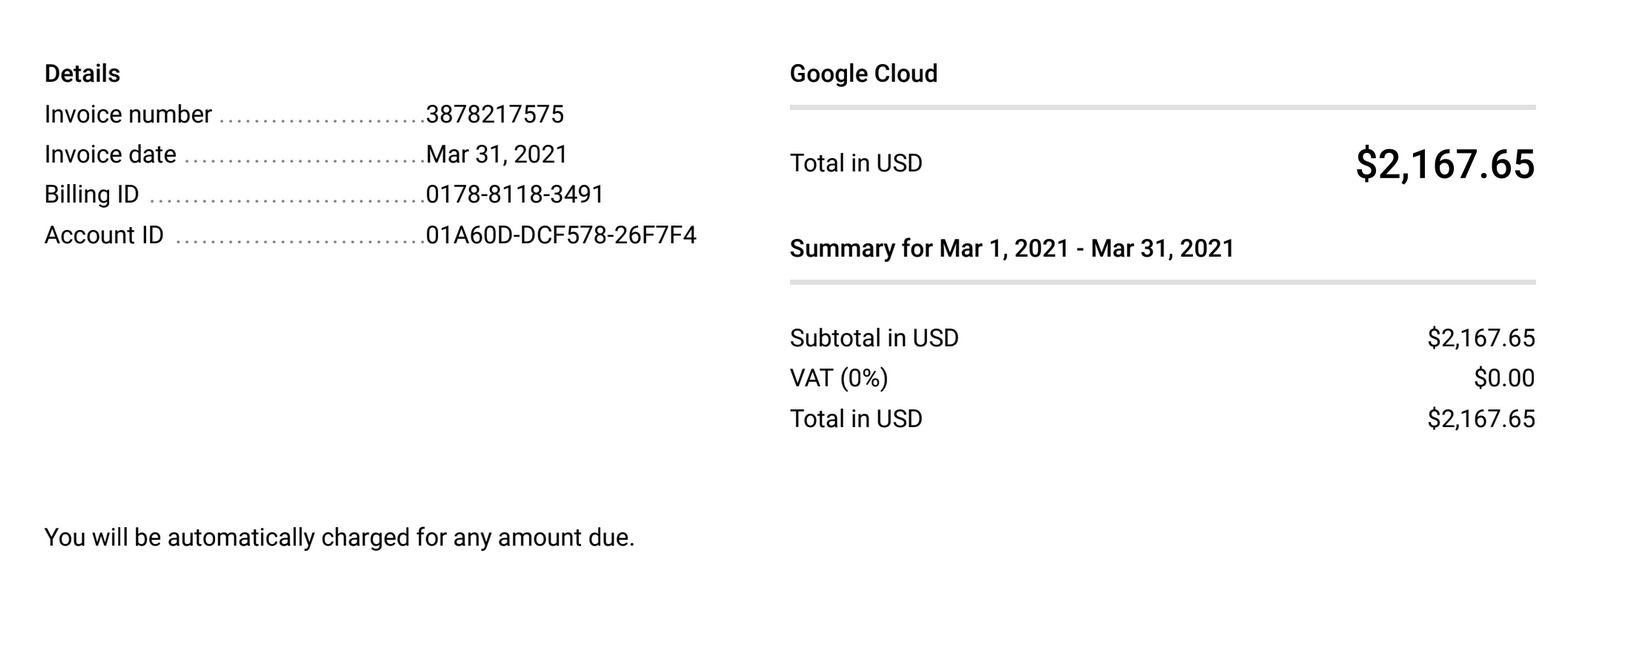 Details
Invoice number ........................3878217575
Invoice date ............................Mar 31, 2021
Billing ID ................................0178-8118-3491
Account ID .............................01A60D-DCF578-26F7F4
You will be automatically charged for any amount due.
Google Cloud
Total in USD $2,167.65
Summary for Mar 1, 2021 - Mar 31, 2021
Subtotal in USD $2,167.65
VAT (0%) $0.00
Total in USD $2,167.65